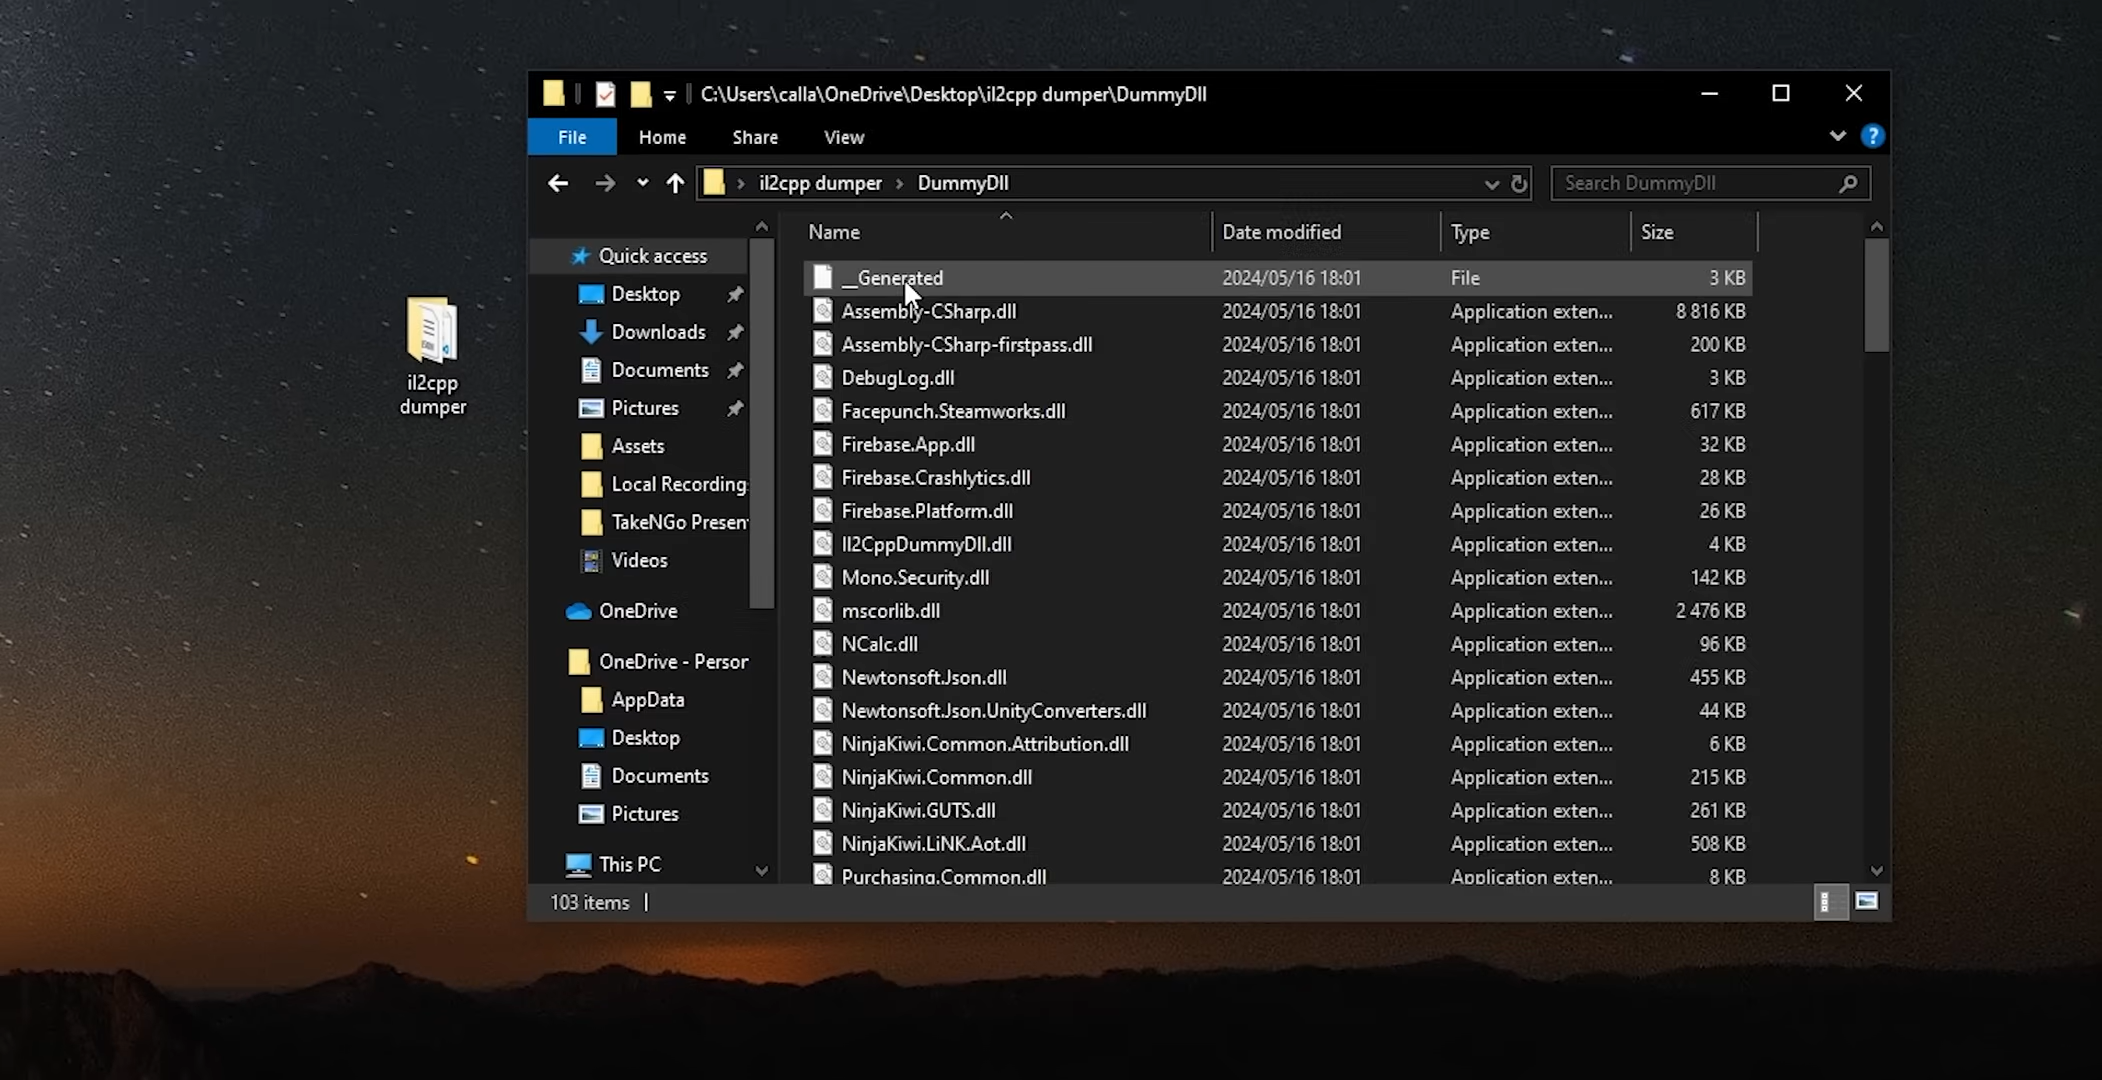 C:\Users\calla\OneDrive\Desktop\il2cpp dumper\DummyDll
File Home Share View
il2cpp dumper › DummyDll Search DummyDll
Name Date modified Type Size
Quick access
Desktop
Downloads
Documents
Pictures
Assets
Local Recording
TakeNGo Presen
Videos
OneDrive
OneDrive - Person
AppData
Desktop
Documents
Pictures
This PC
__Generated 2024/05/16 18:01 File 3 KB
Assembly-CSharp.dll 2024/05/16 18:01 Application exten... 8 816 KB
Assembly-CSharp-firstpass.dll 2024/05/16 18:01 Application exten... 200 KB
DebugLog.dll 2024/05/16 18:01 Application exten... 3 KB
Facepunch.Steamworks.dll 2024/05/16 18:01 Application exten... 617 KB
Firebase.App.dll 2024/05/16 18:01 Application exten... 32 KB
Firebase.Crashlytics.dll 2024/05/16 18:01 Application exten... 28 KB
Firebase.Platform.dll 2024/05/16 18:01 Application exten... 26 KB
Il2CppDummyDll.dll 2024/05/16 18:01 Application exten... 4 KB
Mono.Security.dll 2024/05/16 18:01 Application exten... 142 KB
mscorlib.dll 2024/05/16 18:01 Application exten... 2 476 KB
NCalc.dll 2024/05/16 18:01 Application exten... 96 KB
Newtonsoft.Json.dll 2024/05/16 18:01 Application exten... 455 KB
Newtonsoft.Json.UnityConverters.dll 2024/05/16 18:01 Application exten... 44 KB
NinjaKiwi.Common.Attribution.dll 2024/05/16 18:01 Application exten... 6 KB
NinjaKiwi.Common.dll 2024/05/16 18:01 Application exten... 215 KB
NinjaKiwi.GUTS.dll 2024/05/16 18:01 Application exten... 261 KB
NinjaKiwi.LiNK.Aot.dll 2024/05/16 18:01 Application exten... 508 KB
Purchasing.Common.dll 2024/05/16 18:01 Application exten... 8 KB
103 items
il2cpp
dumper